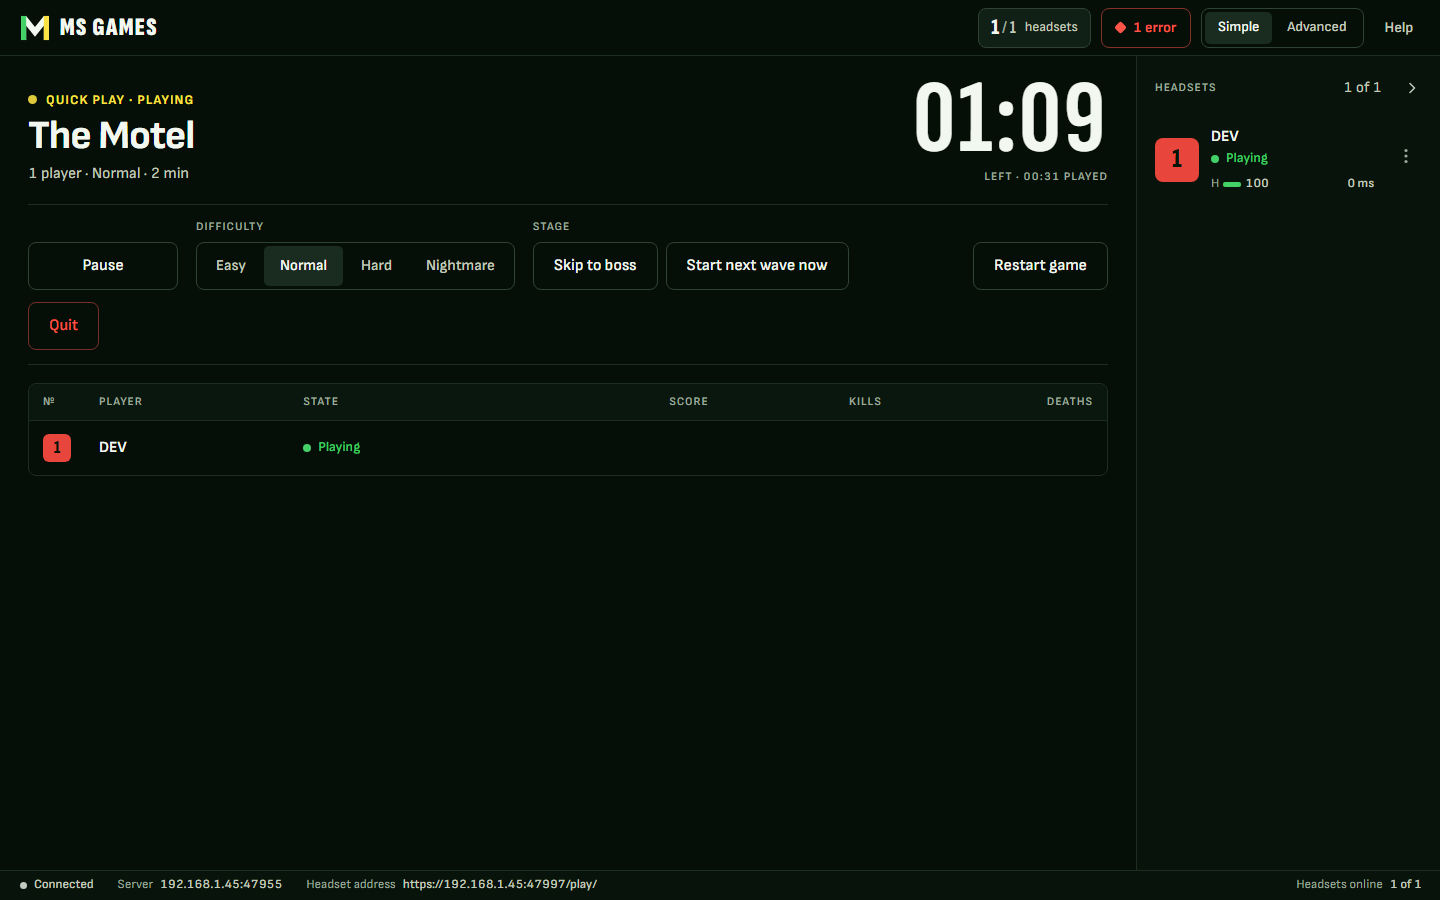 MS GAMES
1/1 headsets
1 error
Simple
Advanced
Help
QUICK PLAY · PLAYING
The Motel
1 player · Normal · 2 min
01:09
LEFT · 00:31 PLAYED
HEADSETS
1 of 1
1
DEV
Playing
H 100
0 ms
DIFFICULTY
STAGE
Pause
Easy
Normal
Hard
Nightmare
Skip to boss
Start next wave now
Restart game
Quit
Nº PLAYER STATE SCORE KILLS DEATHS
1 DEV Playing
Connected
Server 192.168.1.45:47955
Headset address https://192.168.1.45:47997/play/
Headsets online 1 of 1